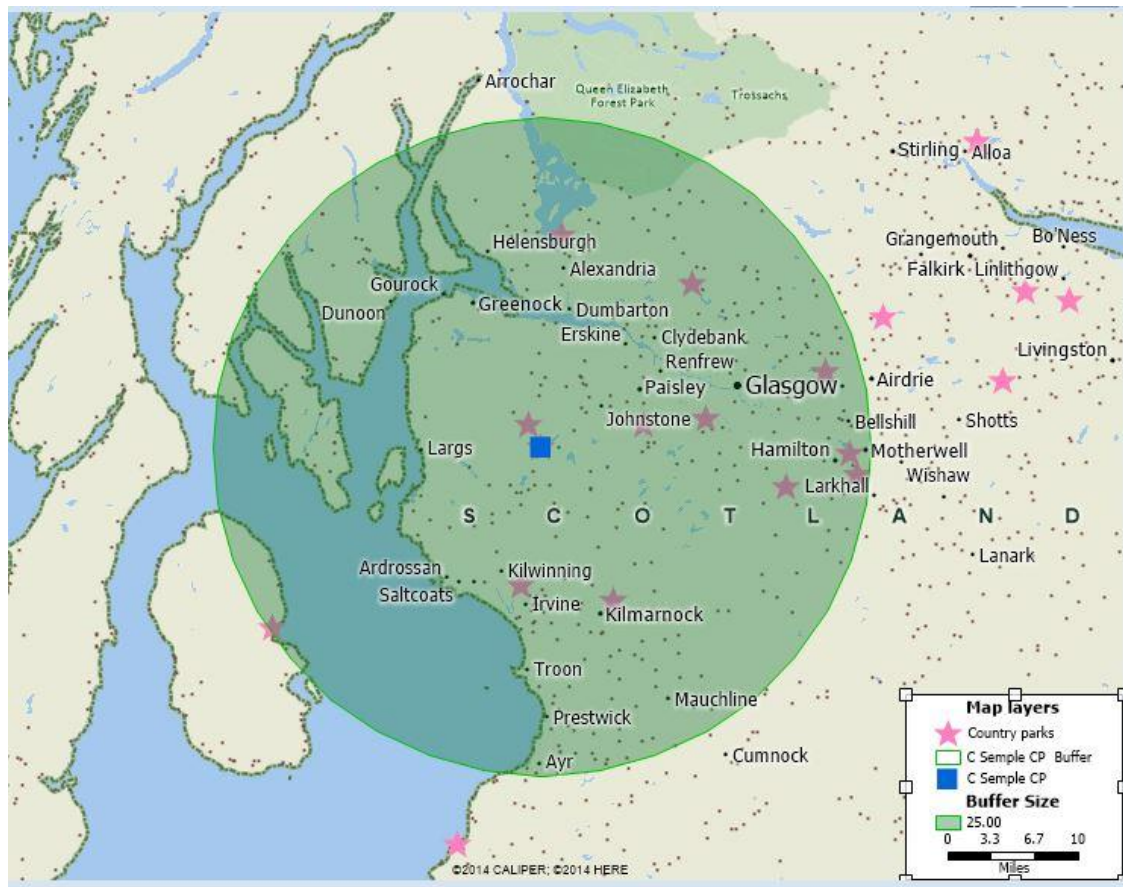 Arrochar
Queen Elizabeth
Forest Park
Trossachs
Stirling
Alloa
Helensburgh
Grangemouth
Bo'Ness
Alexandria
Falkirk
Linlithgow
Gourock
Dunoon
Greenock
Dumbarton
Erskine
Clydebank
Renfrew
Livingston
Paisley
Glasgow
Airdrie
Johnstone
Bellshill
Shotts
Largs
Hamilton
Motherwell
Larkhall
Wishaw
S C O T L A N D
Lanark
Ardrossan
Kilwinning
Saltcoats
Irvine
Kilmarnock
Troon
Mauchline
Prestwick
Cumnock
Ayr
Map layers
Country parks
C Semple CP Buffer
C Semple CP
Buffer Size
25.00
0 3.3 6.7 10
Miles
©2014 CALIPER; ©2014 HERE